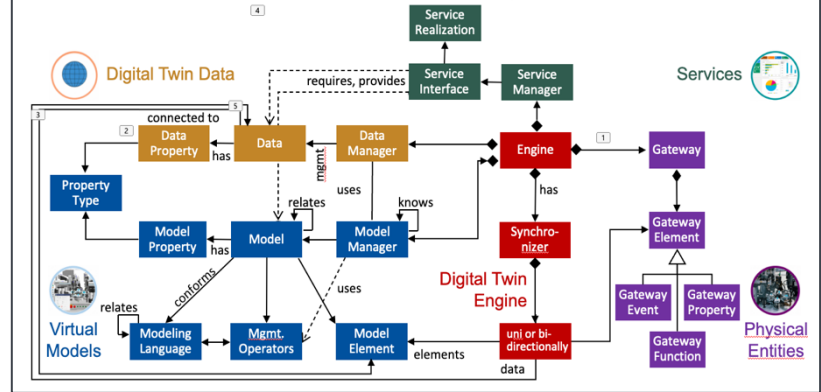 4
Service
Realization
Digital Twin Data
requires, provides
Service
Interface
Service
Manager
Services
3
5
connected to
2
Data
Property
has
Data
mgmt
Data
Manager
Engine
1
Gateway
Property
Type
uses
has
relates
knows
Model
Property
has
Model
Model
Manager
Synchro-
nizer
Gateway
Element
conforms
uses
Digital Twin
Engine
Gateway
Event
Gateway
Property
relates
Virtual
Models
Modeling
Language
Mgmt.
Operators
Model
Element
elements
uni or bi-
directionally
data
Gateway
Function
Physical
Entities